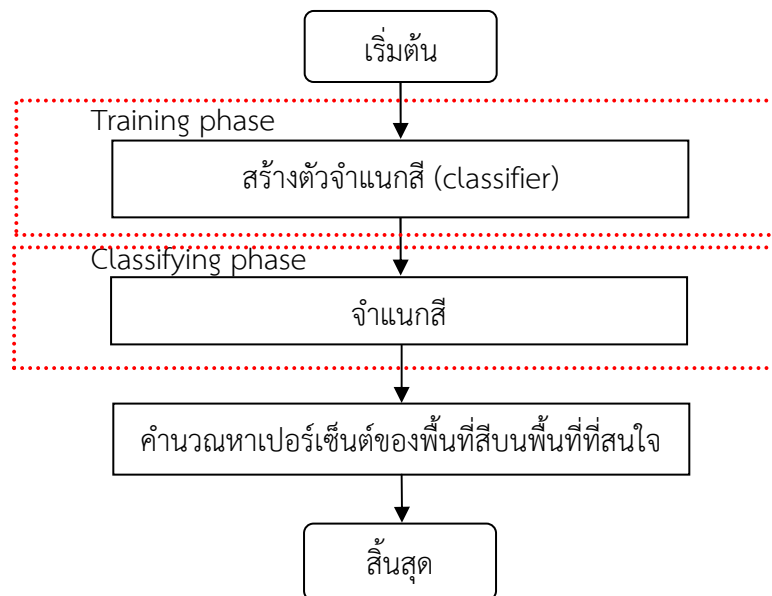 เริ่มต้น
Training phase
สร้างตัวจำแนกสี (classifier)
Classifying phase
จำแนกสี
คำนวณหาเปอร์เซ็นต์ของพื้นที่สีบนพื้นที่ที่สนใจ
สิ้นสุด